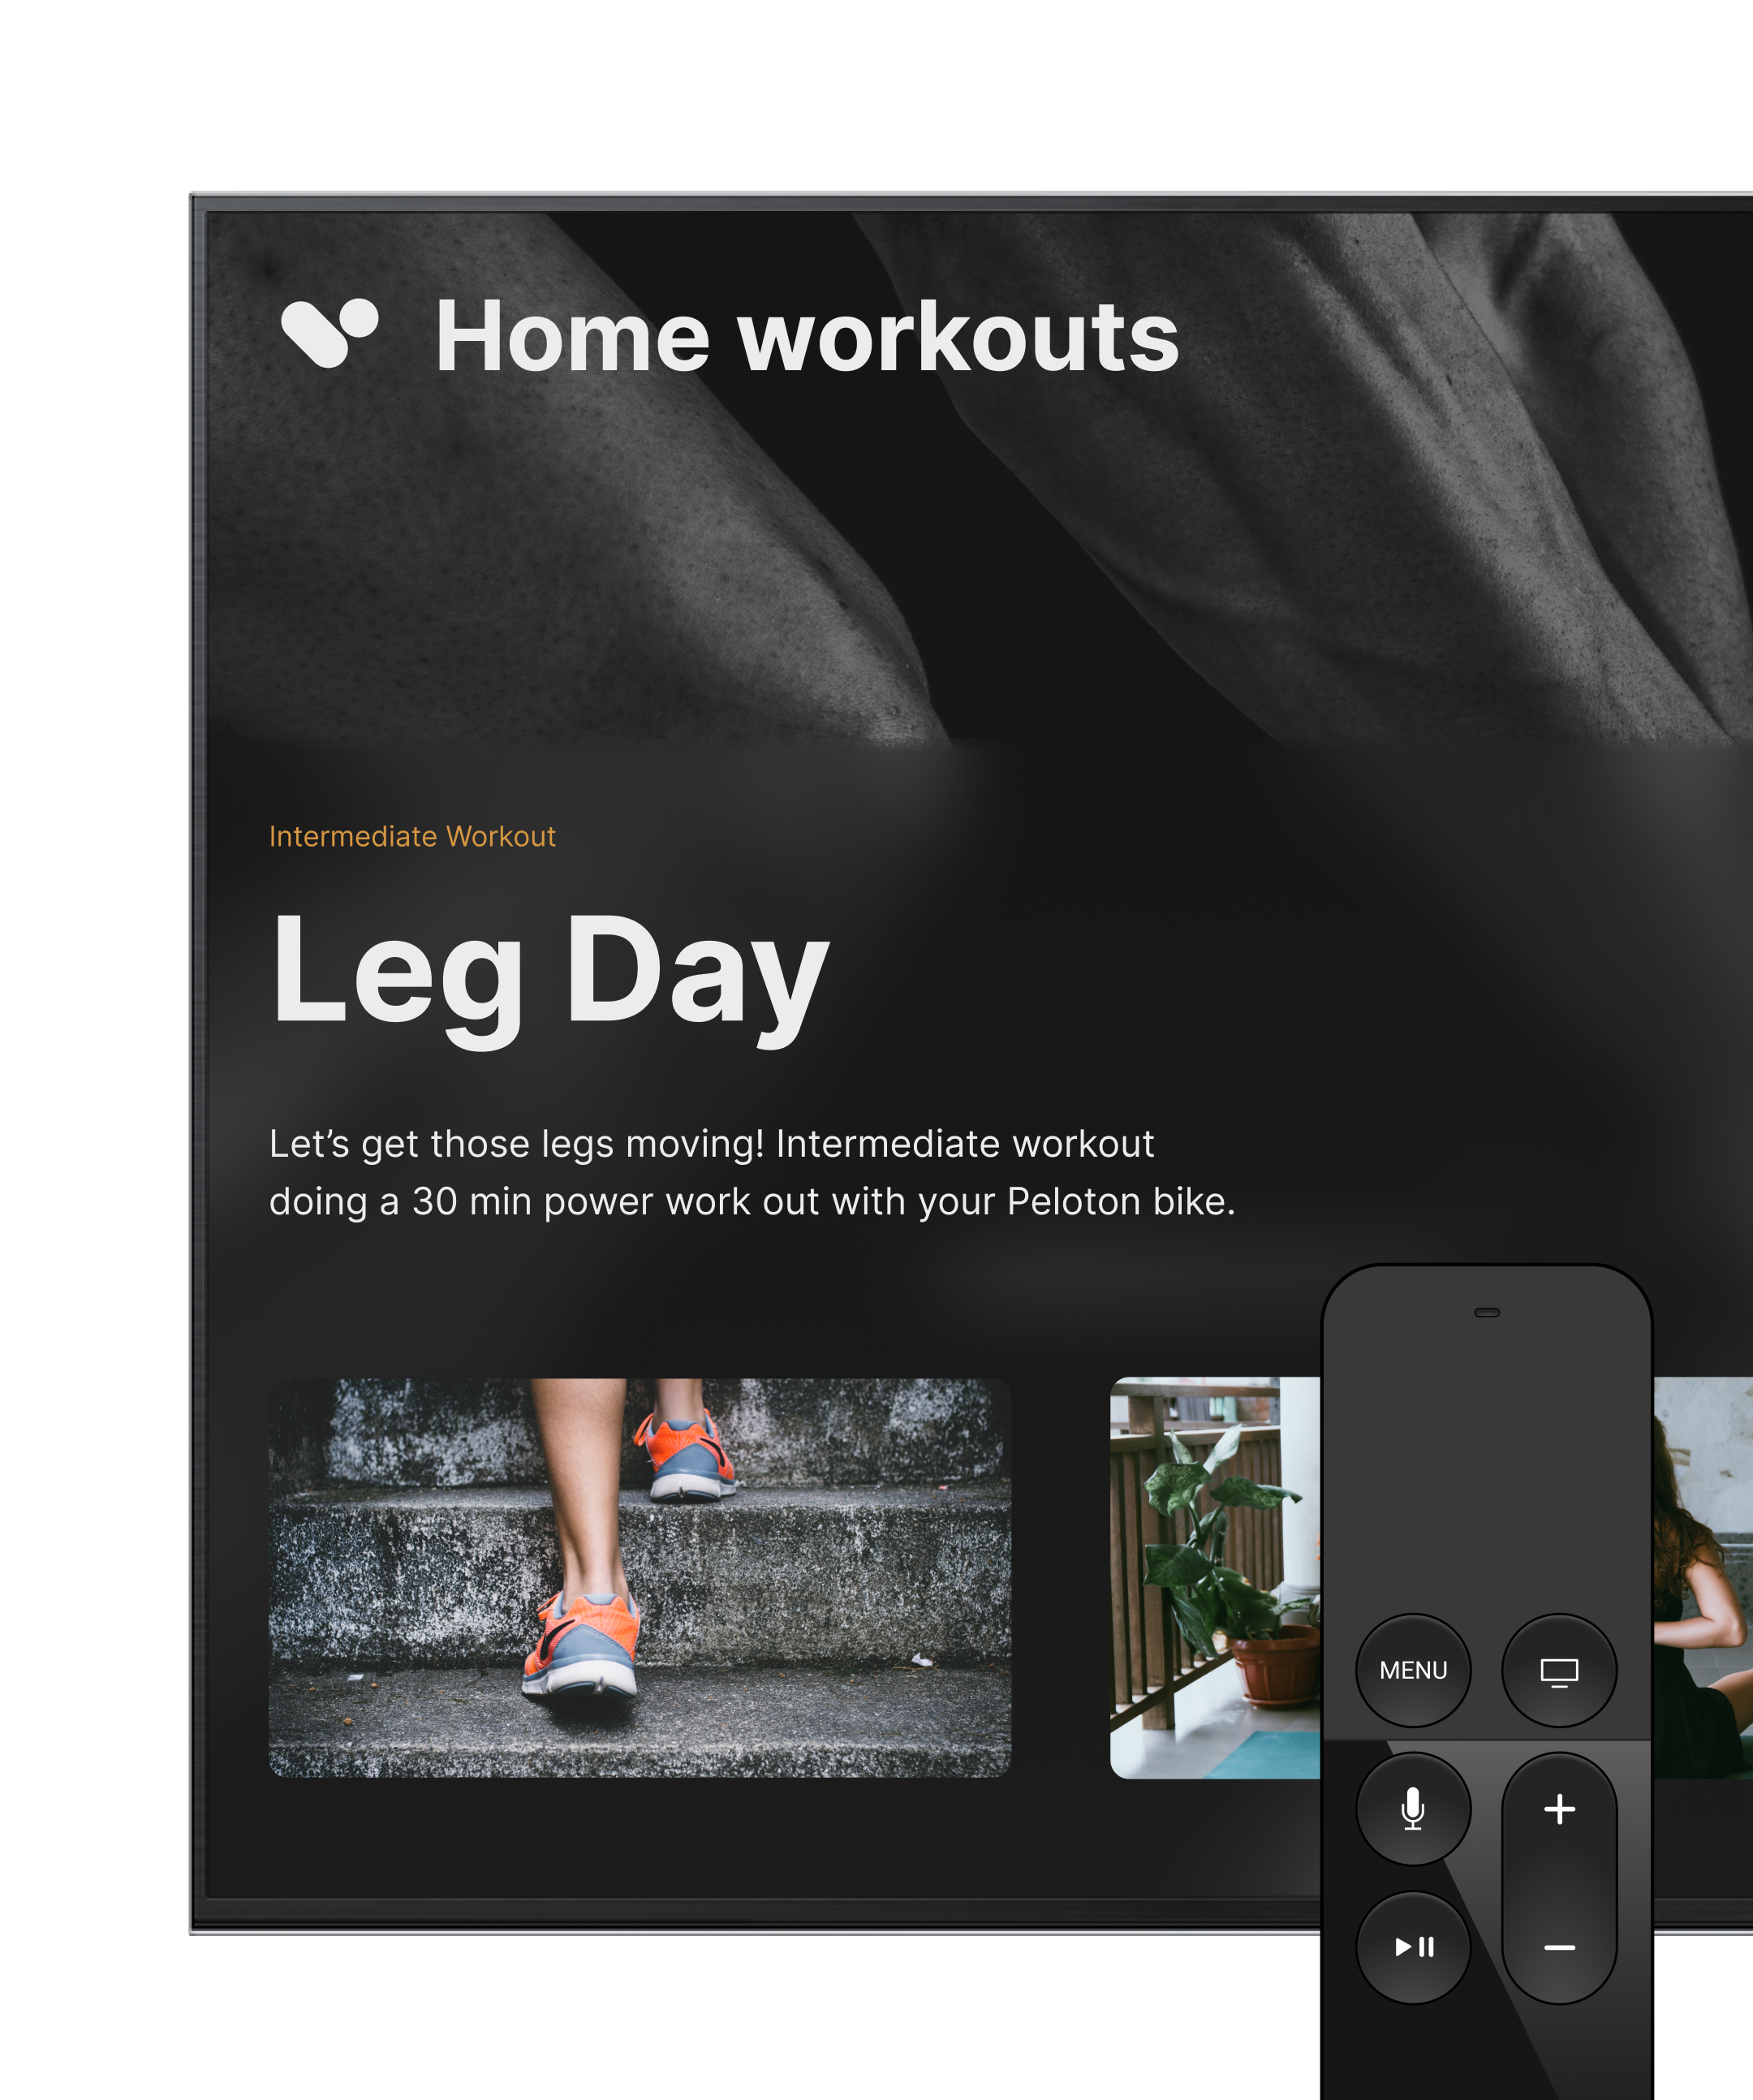 Home workouts
Intermediate Workout
Leg Day
Let’s get those legs moving! Intermediate workout
doing a 30 min power work out with your Peloton bike.
MENU